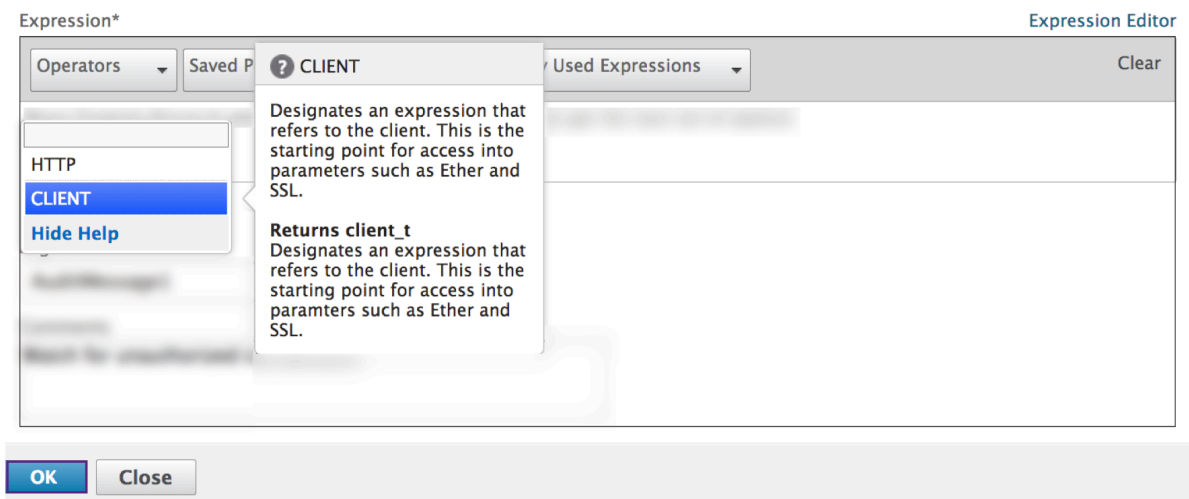 Expression*
Expression Editor
Operators
Saved P
CLIENT
Used Expressions
Clear
HTTP
CLIENT
Hide Help
Designates an expression that
refers to the client. This is the
starting point for access into
parameters such as Ether and
SSL.
Returns client_t
Designates an expression that
refers to the client. This is the
starting point for access into
paramters such as Ether and
SSL.
OK
Close